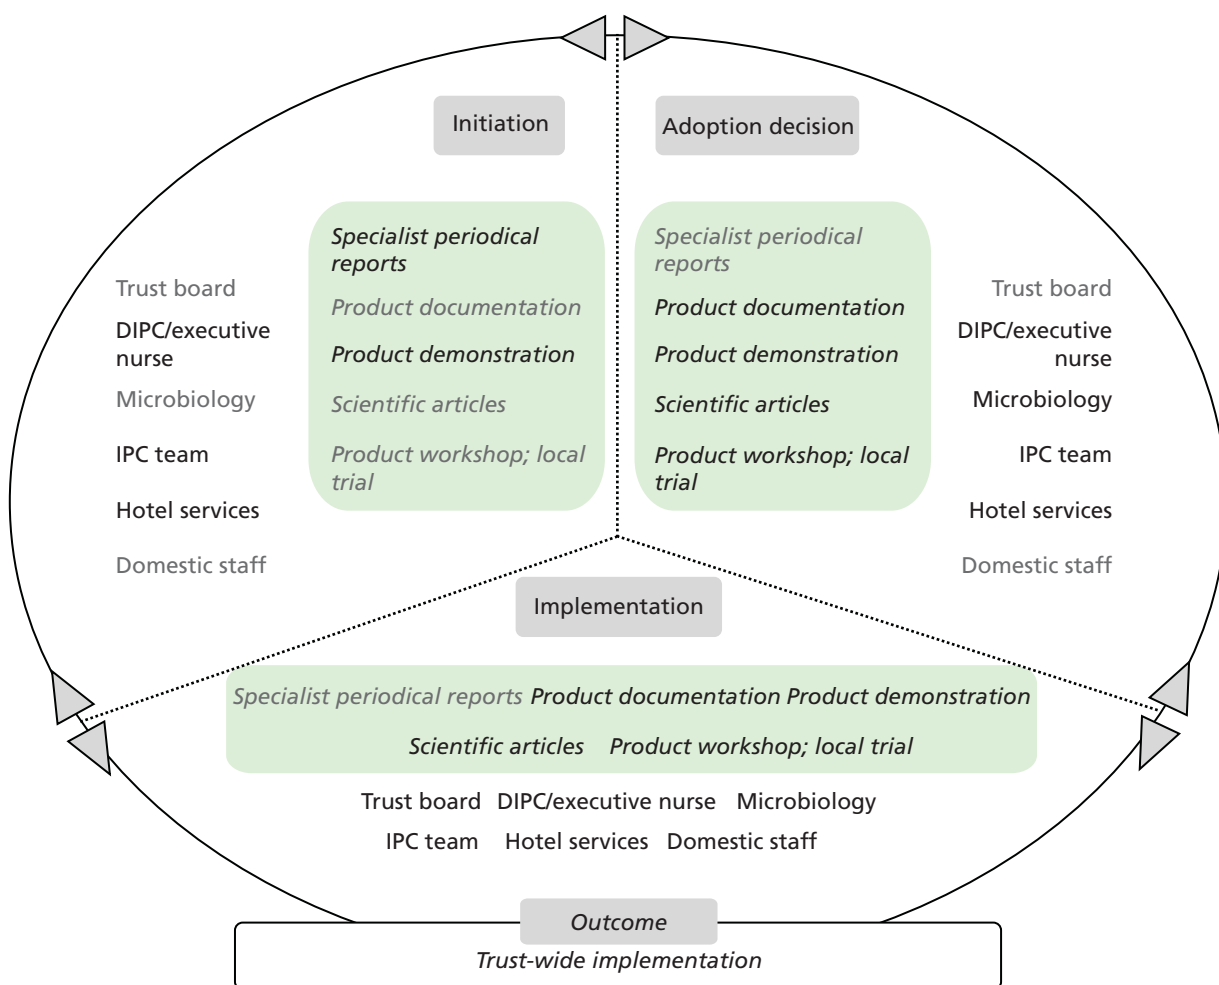 Initiation
Adoption decision
Specialist periodical
reports
Product documentation
Product demonstration
Scientific articles
Product workshop; local
trial
Specialist periodical
reports
Product documentation
Product demonstration
Scientific articles
Product workshop; local
trial
Trust board
DIPC/executive
nurse
Microbiology
IPC team
Hotel services
Domestic staff
Trust board
DIPC/executive
nurse
Microbiology
IPC team
Hotel services
Domestic staff
Implementation
Specialist periodical reports Product documentation Product demonstration
Scientific articles Product workshop; local trial
Trust board DIPC/executive nurse Microbiology
IPC team Hotel services Domestic staff
Outcome
Trust-wide implementation